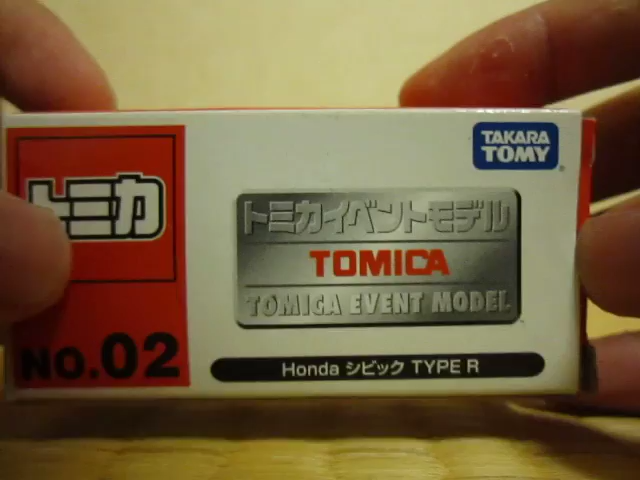 トミカ
NO.02
TAKARA
TOMY
トミカイベントモデル
TOMICA
TOMICA EVENT MODEL
Honda シビック TYPE R